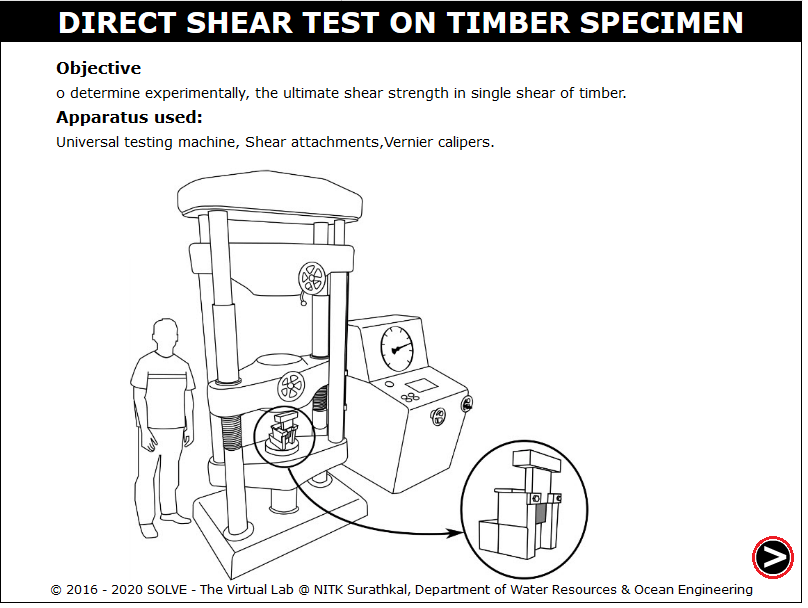 DIRECT SHEAR TEST ON TIMBER SPECIMEN
Objective
o determine experimentally, the ultimate shear strength in single shear of timber.
Apparatus used:
Universal testing machine, Shear attachments,Vernier calipers.
© 2016 - 2020 SOLVE - The Virtual Lab @ NITK Surathkal, Department of Water Resources & Ocean Engineering